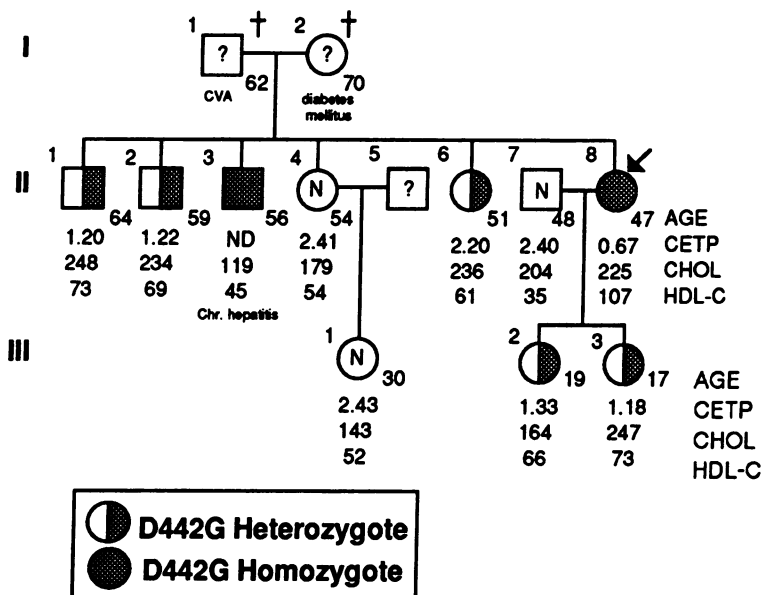 1 † 2 †
I
? ?
62 70
CVA diabetes
mellitus
1 2 3 4 5 6 7 8
II
N ? N
64 59 56 54 51 48 47 AGE
1.20 1.22 ND 2.41 2.20 2.40 0.67 CETP
248 234 119 179 236 204 225 CHOL
73 69 45 54 61 35 107 HDL-C
Chr. hepatitis
III
1 2 3
N
30 19 17 AGE
2.43 1.33 1.18 CETP
143 164 247 CHOL
52 66 73 HDL-C
D442G Heterozygote
D442G Homozygote